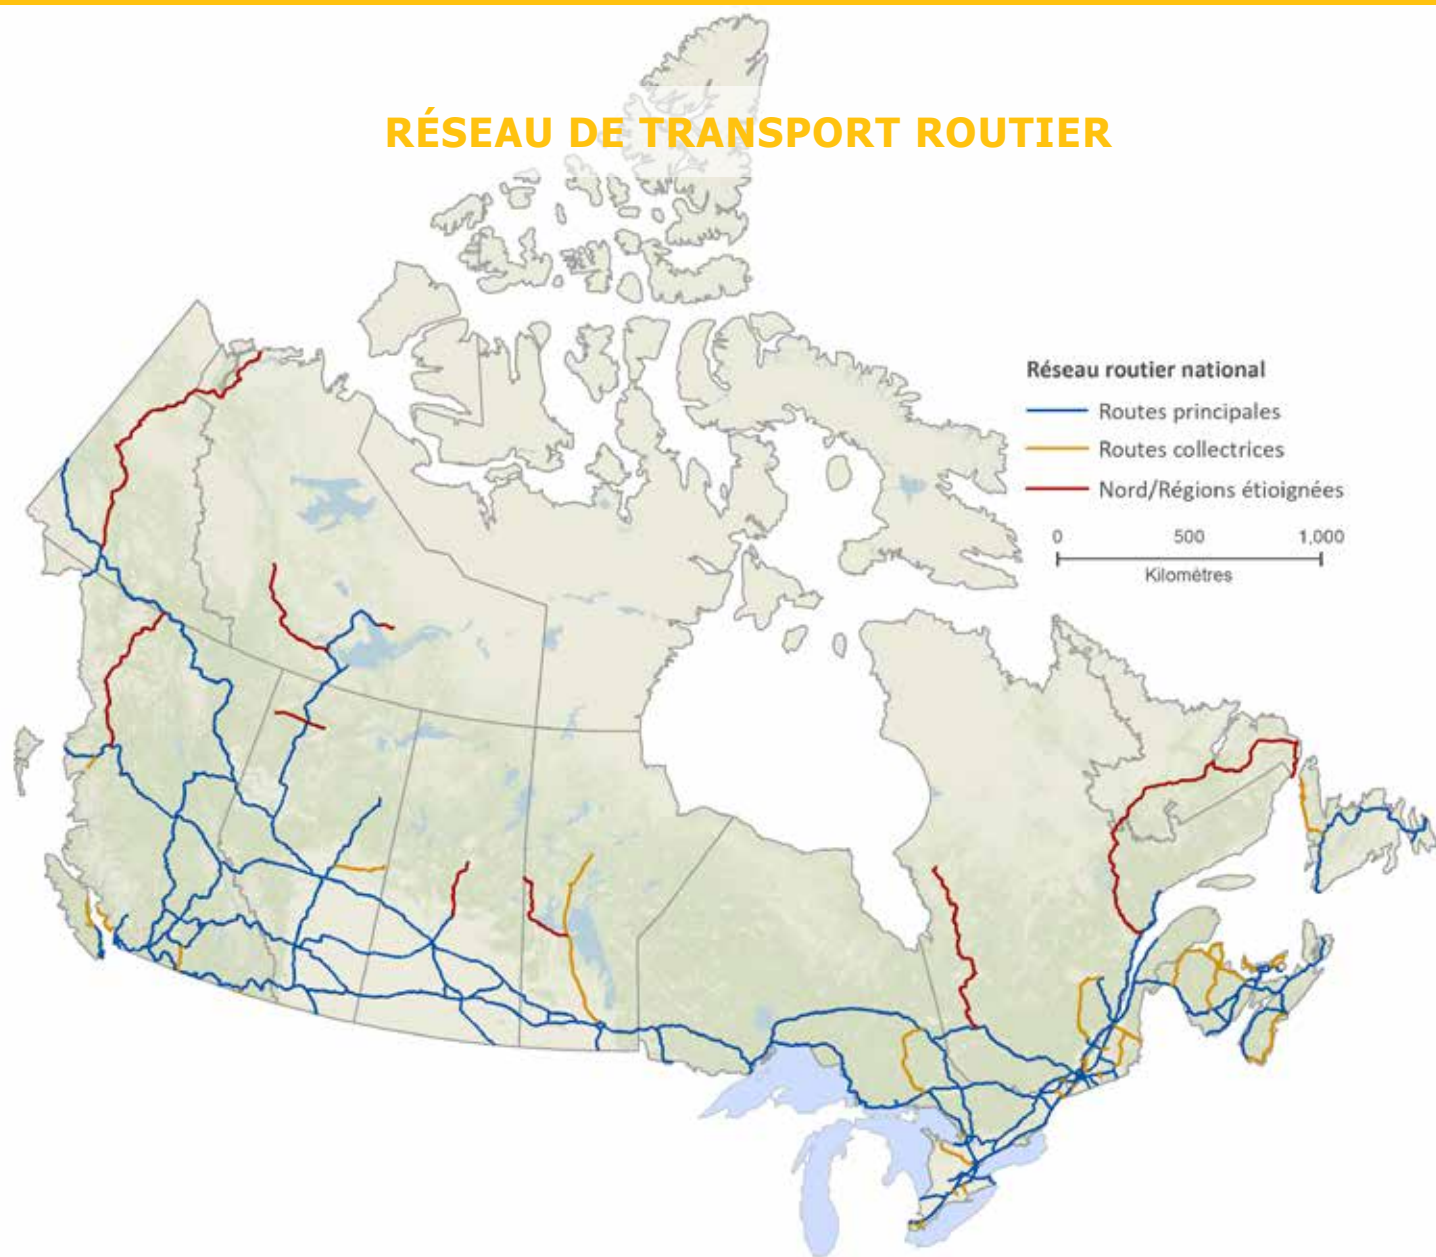 RÉSEAU DE TRANSPORT ROUTIER
Réseau routier national
Routes principales
Routes collectrices
Nord/Régions étioignées
0 500 1,000
Kilomètres